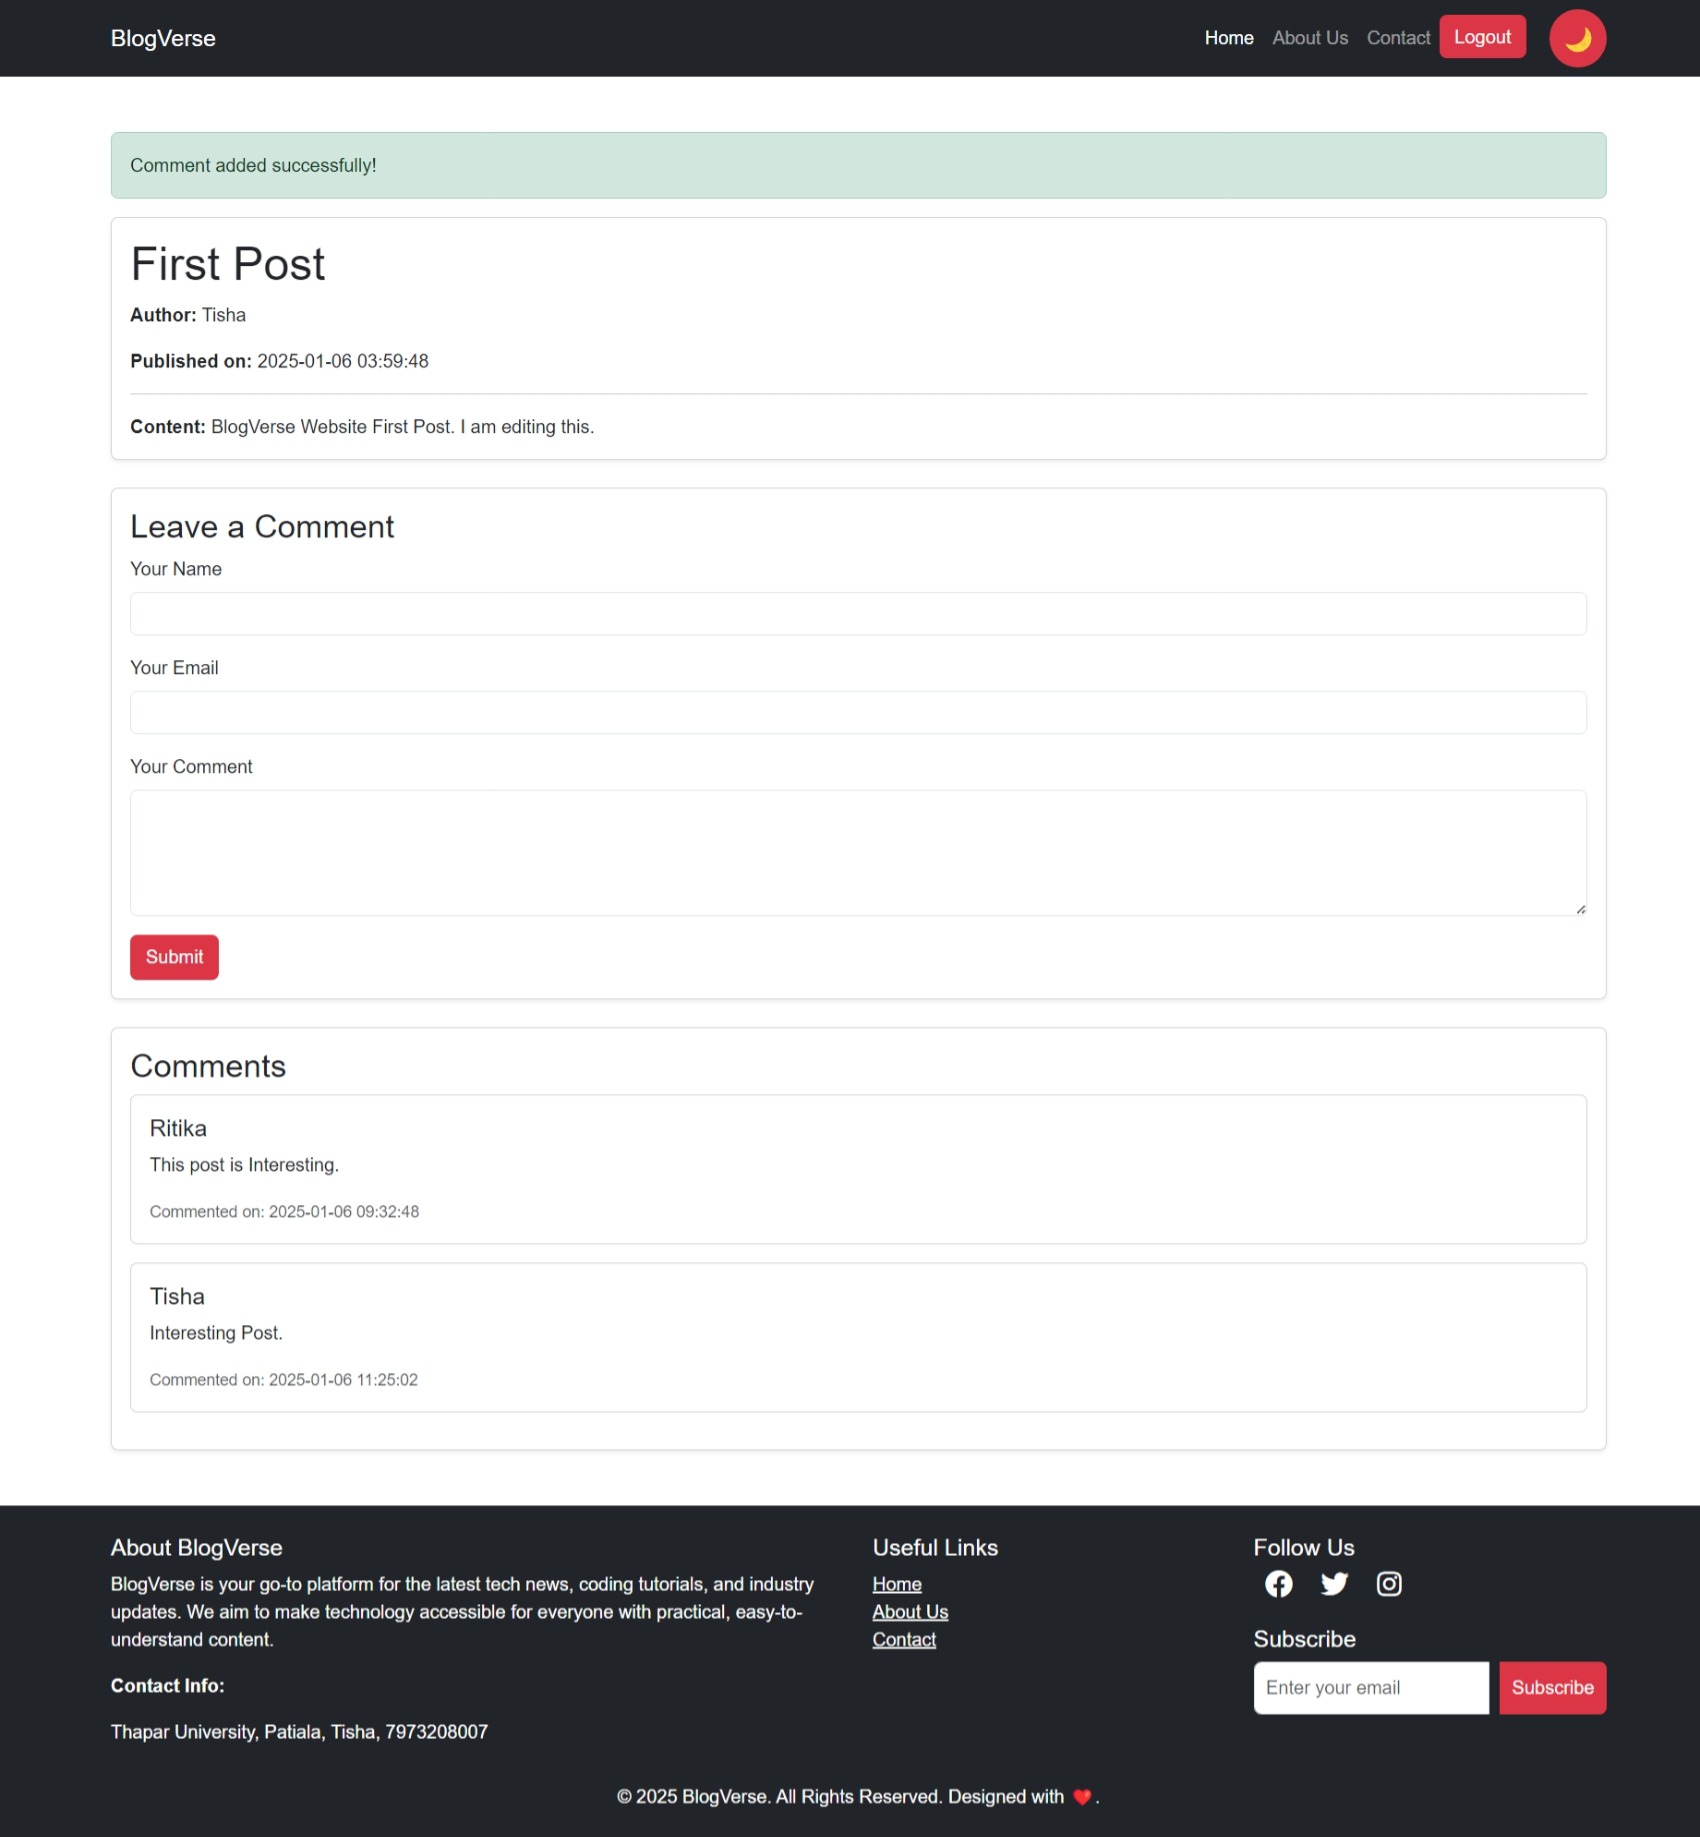 BlogVerse
Home About Us Contact Logout
Comment added successfully!
First Post
Author: Tisha
Published on: 2025-01-06 03:59:48
Content: BlogVerse Website First Post. I am editing this.
Leave a Comment
Your Name
Your Email
Your Comment
Submit
Comments
Ritika
This post is Interesting.
Commented on: 2025-01-06 09:32:48
Tisha
Interesting Post.
Commented on: 2025-01-06 11:25:02
About BlogVerse
BlogVerse is your go-to platform for the latest tech news, coding tutorials, and industry
updates. We aim to make technology accessible for everyone with practical, easy-to-
understand content.
Contact Info:
Thapar University, Patiala, Tisha, 7973208007
Useful Links
Home
About Us
Contact
Follow Us
Subscribe
Enter your email Subscribe
© 2025 BlogVerse. All Rights Reserved. Designed with ❤️.